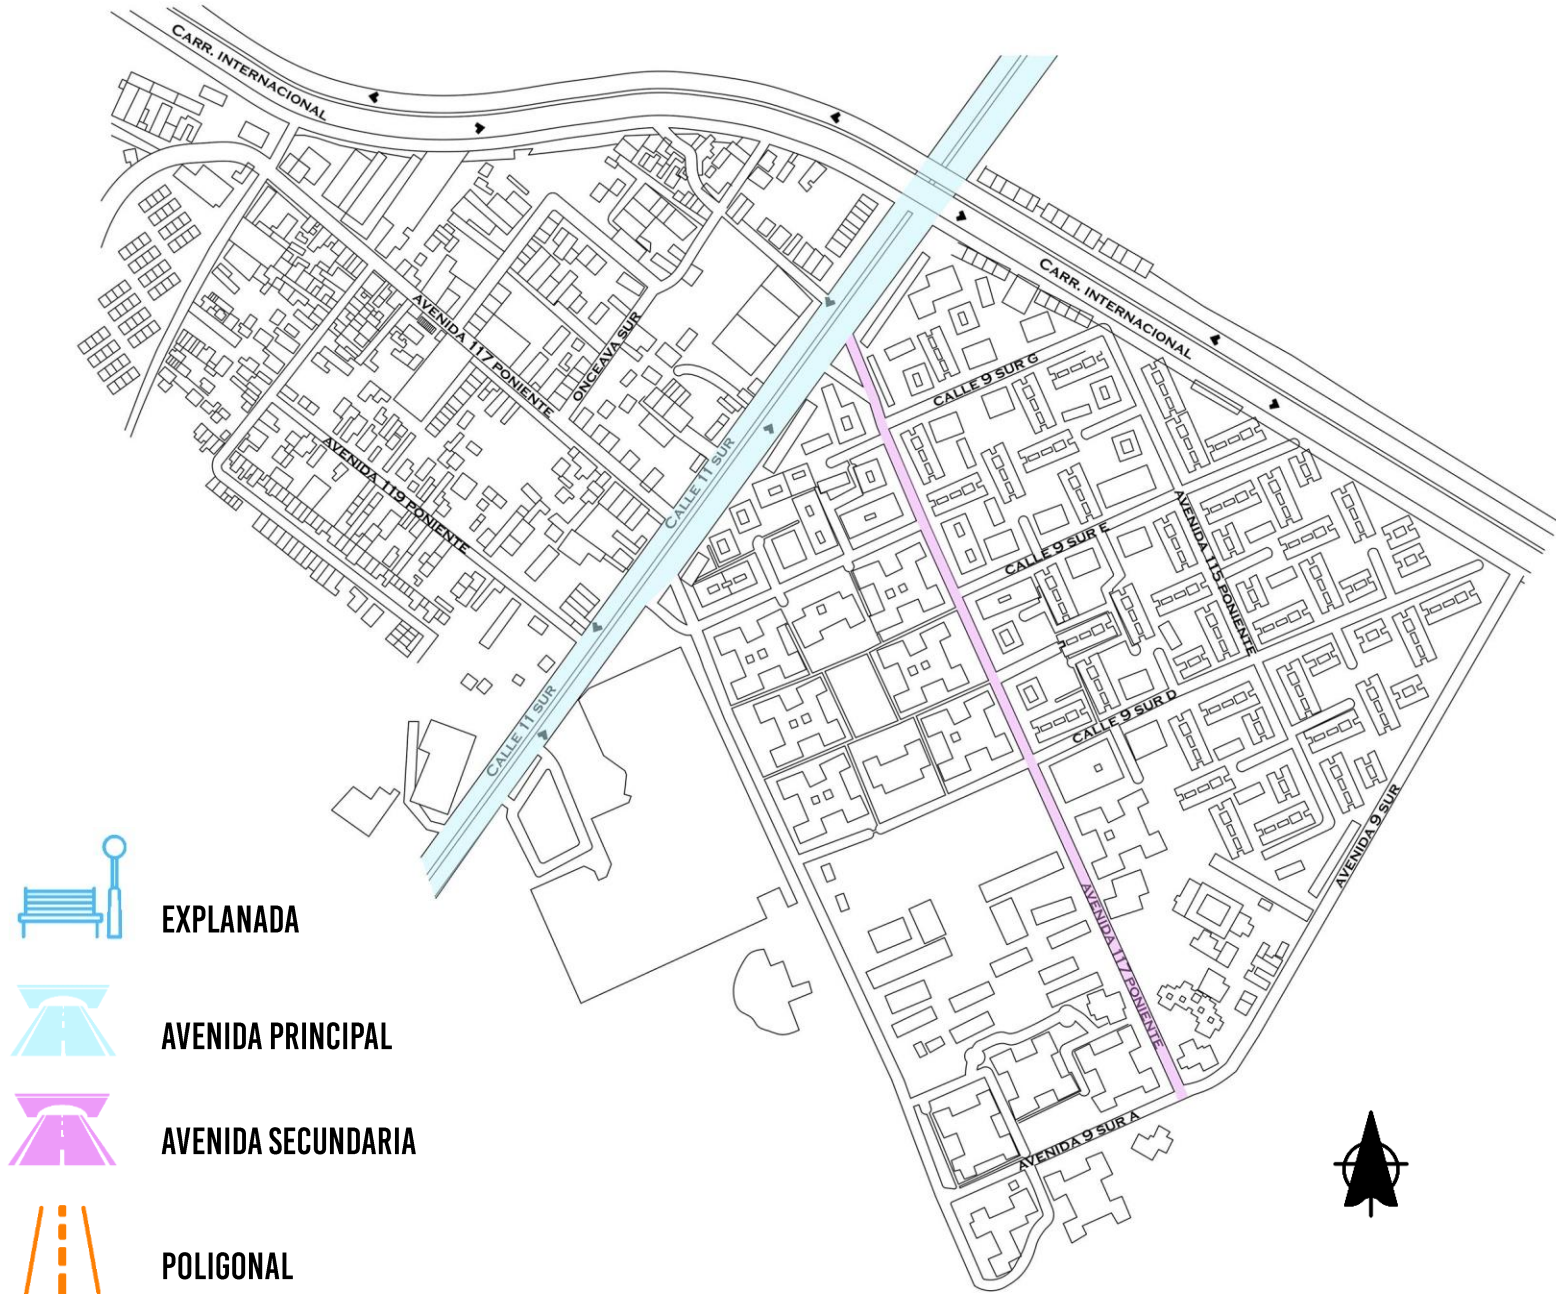 CARR. INTERNACIONAL
CARR. INTERNACIONAL
AVENIDA 117 PONIENTE
ONCEAVA SUR
CALLE 9 SUR G
AVENIDA 119 PONIENTE
CALLE 11 SUR
CALLE 9 SUR E
AVENIDA 115 PONIENTE
CALLE 11 SUR
CALLE 9 SUR D
AVENIDA 9 SUR
AVENIDA 117 PONIENTE
AVENIDA 9 SUR A
EXPLANADA
AVENIDA PRINCIPAL
AVENIDA SECUNDARIA
POLIGONAL